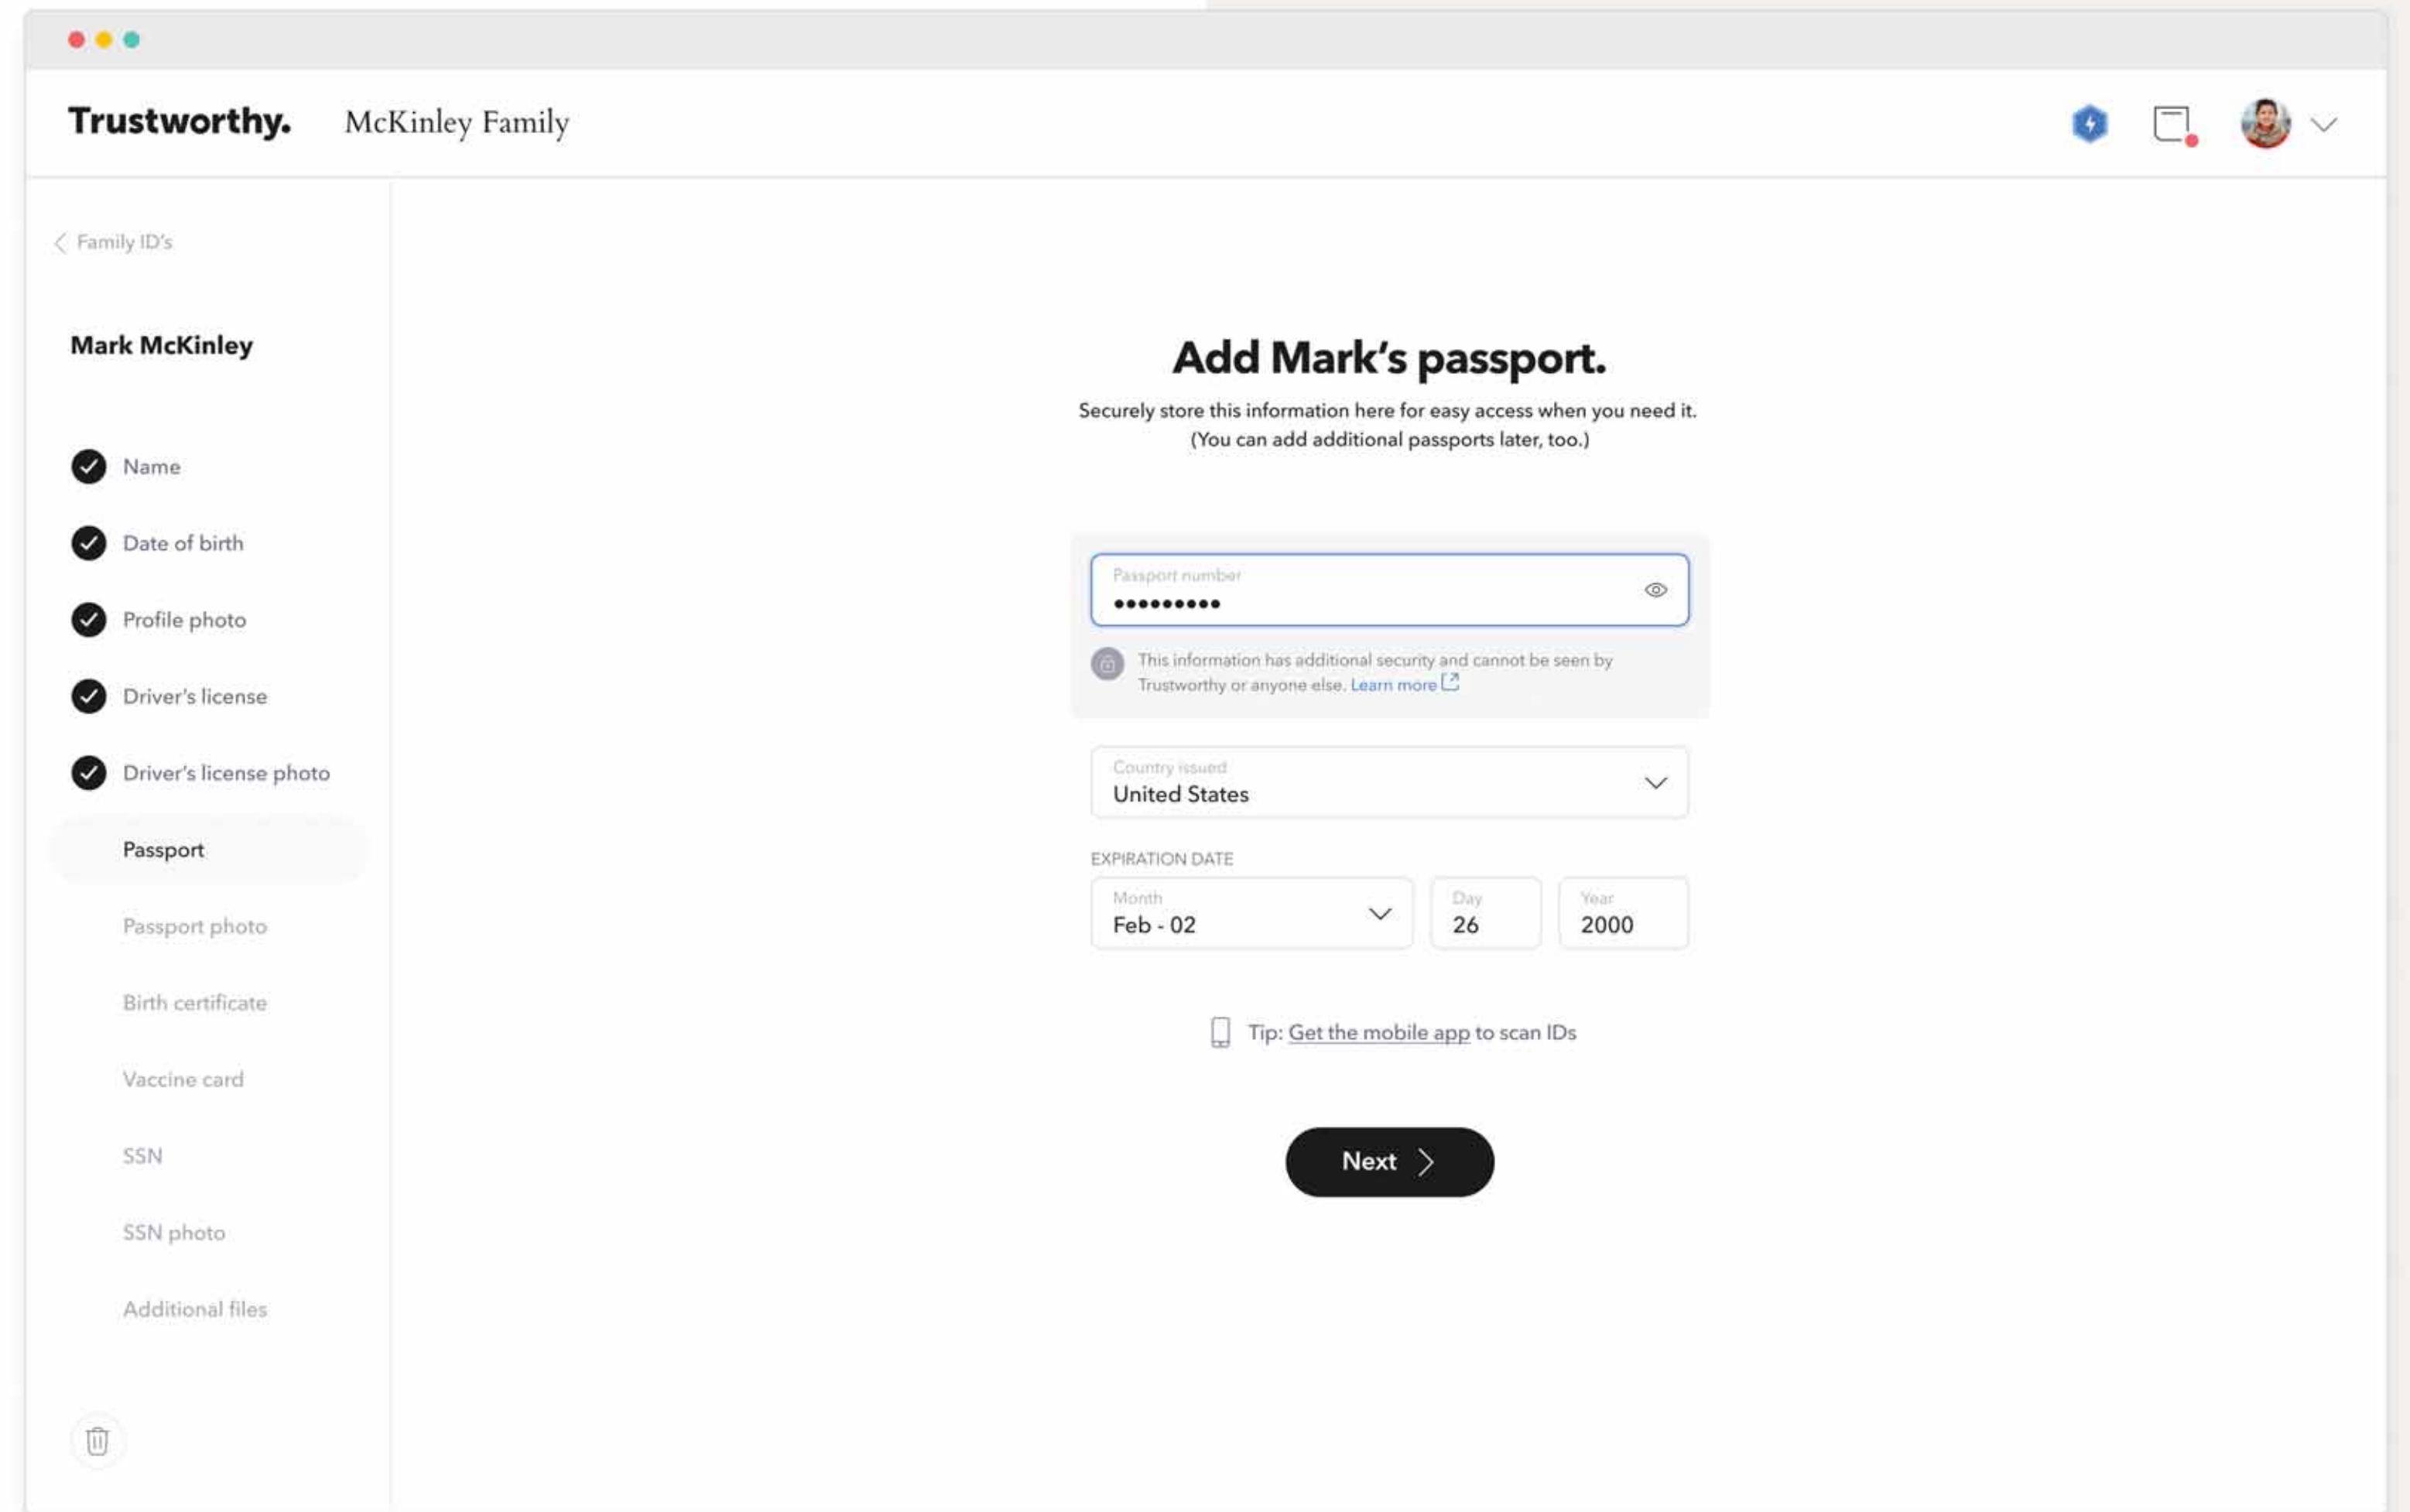 Trustworthy.
McKinley Family
Family ID's
Mark McKinley
Name
Date of birth
Profile photo
Driver's license
Driver's license photo
Passport
Passport photo
Birth certificate
Vaccine card
SSN
SSN photo
Additional files
Add Mark's passport.
Securely store this information here for easy access when you need it.
(You can add additional passports later, too.)
Passport number
•••••••••
This information has additional security and cannot be seen by
Trustworthy or anyone else. Learn more
Country issued
United States
EXPIRATION DATE
Month
Feb - 02
Day
26
Year
2000
Tip: Get the mobile app to scan IDs
Next